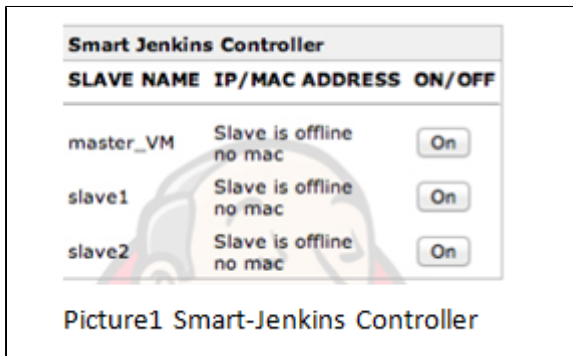 Smart Jenkins Controller
SLAVE NAME IP/MAC ADDRESS ON/OFF
master_VM Slave is offline no mac On
slave1 Slave is offline no mac On
slave2 Slave is offline no mac On
Picture1 Smart-Jenkins Controller